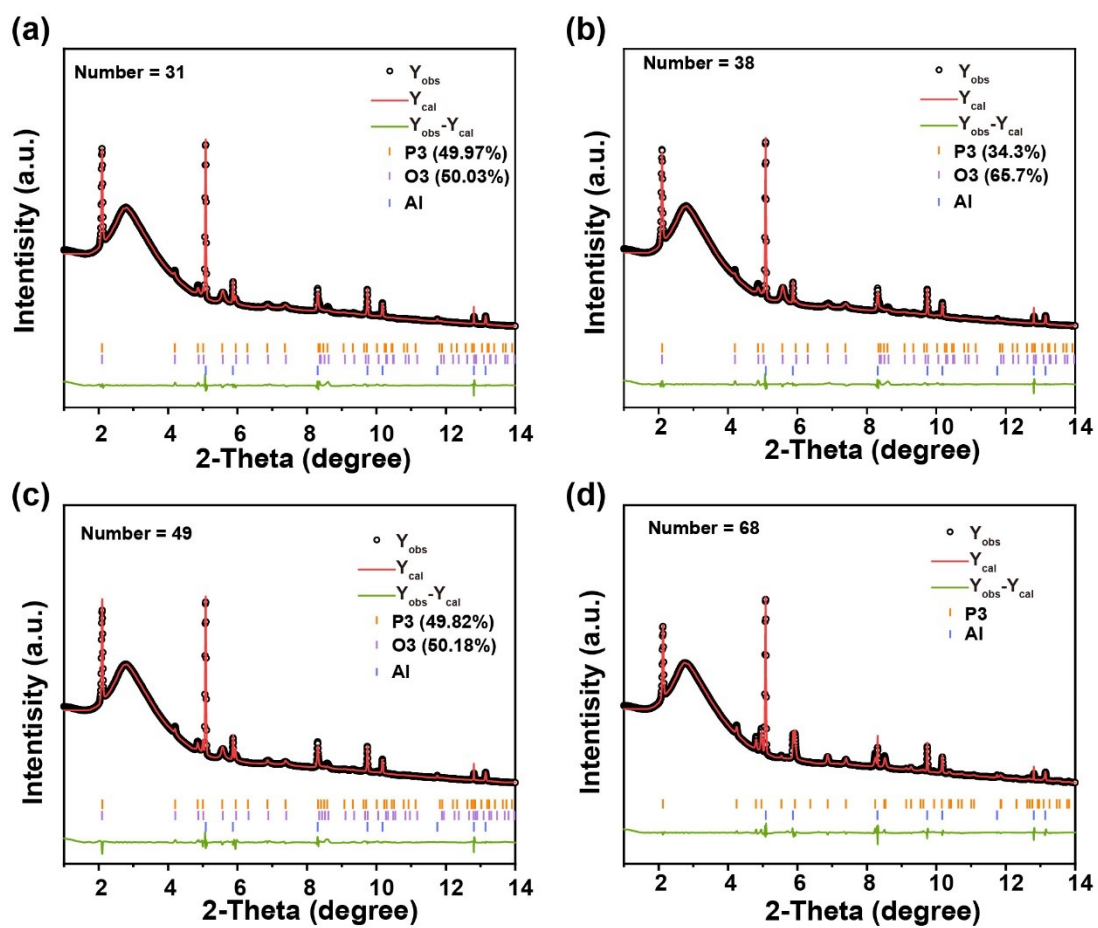 (a)
Number = 31
Yobs
Ycal
Yobs-Ycal
P3 (49.97%)
O3 (50.03%)
Al
Intentisity (a.u.)
2 4 6 8 10 12 14
2-Theta (degree)
(b)
Number = 38
Yobs
Ycal
Yobs-Ycal
P3 (34.3%)
O3 (65.7%)
Al
Intentisity (a.u.)
2 4 6 8 10 12 14
2-Theta (degree)
(c)
Number = 49
Yobs
Ycal
Yobs-Ycal
P3 (49.82%)
O3 (50.18%)
Al
Intentisity (a.u.)
2 4 6 8 10 12 14
2-Theta (degree)
(d)
Number = 68
Yobs
Ycal
Yobs-Ycal
P3
Al
Intentisity (a.u.)
2 4 6 8 10 12 14
2-Theta (degree)